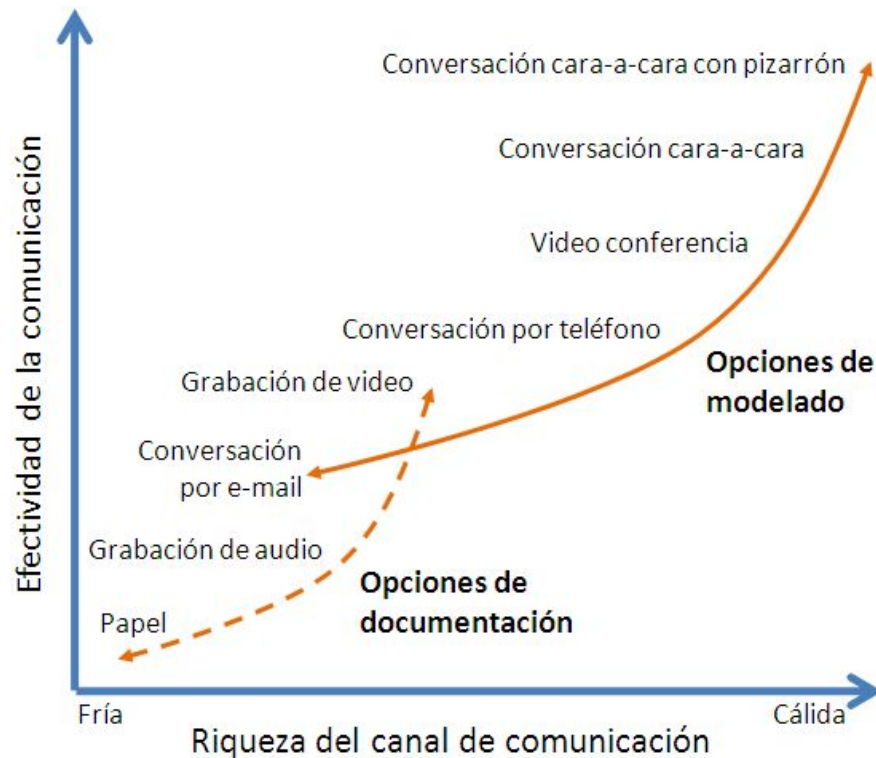 Efectividad de la comunicación
Conversación cara-a-cara con pizarrón
Conversación cara-a-cara
Video conferencia
Conversación por teléfono
Opciones de
modelado
Grabación de video
Conversación
por e-mail
Grabación de audio
Opciones de
documentación
Papel
Fría
Cálida
Riqueza del canal de comunicación